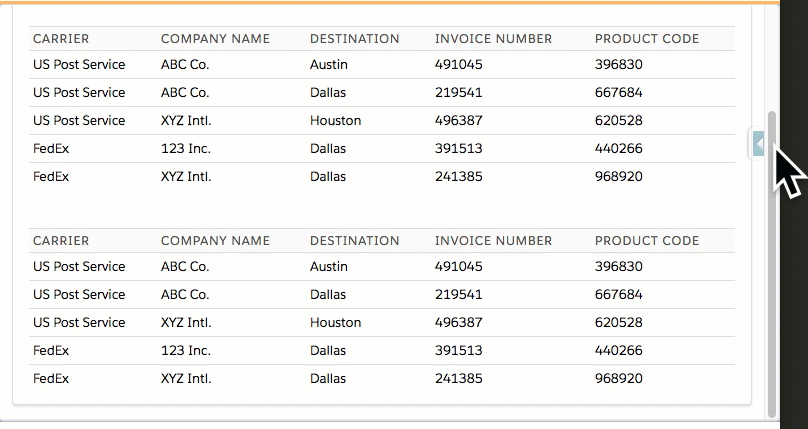 CARRIER COMPANY NAME DESTINATION INVOICE NUMBER PRODUCT CODE
US Post Service ABC Co. Austin 491045 396830
US Post Service ABC Co. Dallas 219541 667684
US Post Service XYZ Intl. Houston 496387 620528
FedEx 123 Inc. Dallas 391513 440266
FedEx XYZ Intl. Dallas 241385 968920
CARRIER COMPANY NAME DESTINATION INVOICE NUMBER PRODUCT CODE
US Post Service ABC Co. Austin 491045 396830
US Post Service ABC Co. Dallas 219541 667684
US Post Service XYZ Intl. Houston 496387 620528
FedEx 123 Inc. Dallas 391513 440266
FedEx XYZ Intl. Dallas 241385 968920